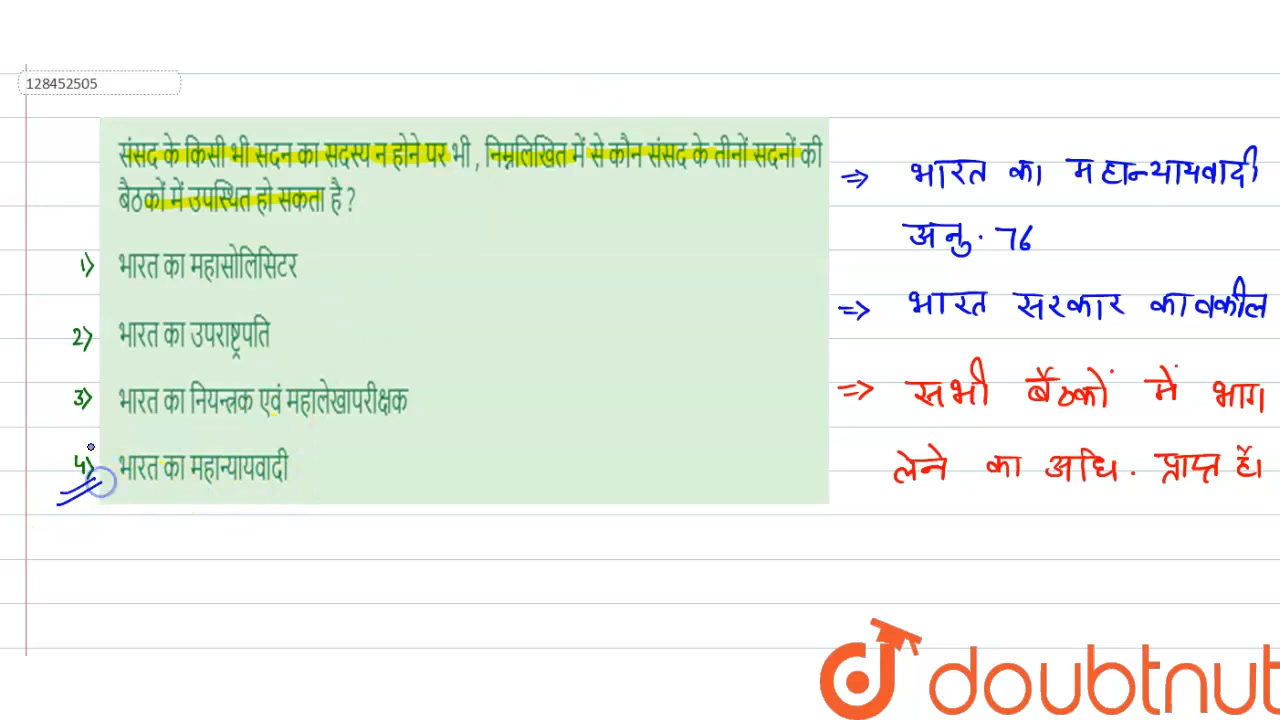 128452505
संसद के किसी भी सदन का सदस्य न होने पर भी , निम्नलिखित में से कौन संसद के तीनों सदनों की
बैठकों में उपस्थित हो सकता है ?
1) भारत का महासोलिसिटर
2) भारत का उपराष्ट्रपति
3) भारत का नियन्त्रक एवं महालेखापरीक्षक
4) भारत का महान्यायवादी
=> भारत का महान्यायवादी
अनु. 76
=> भारत सरकार का वकील
=> सभी बैठकों में भाग
लेने का अधि. प्राप्त है।
doubtnut